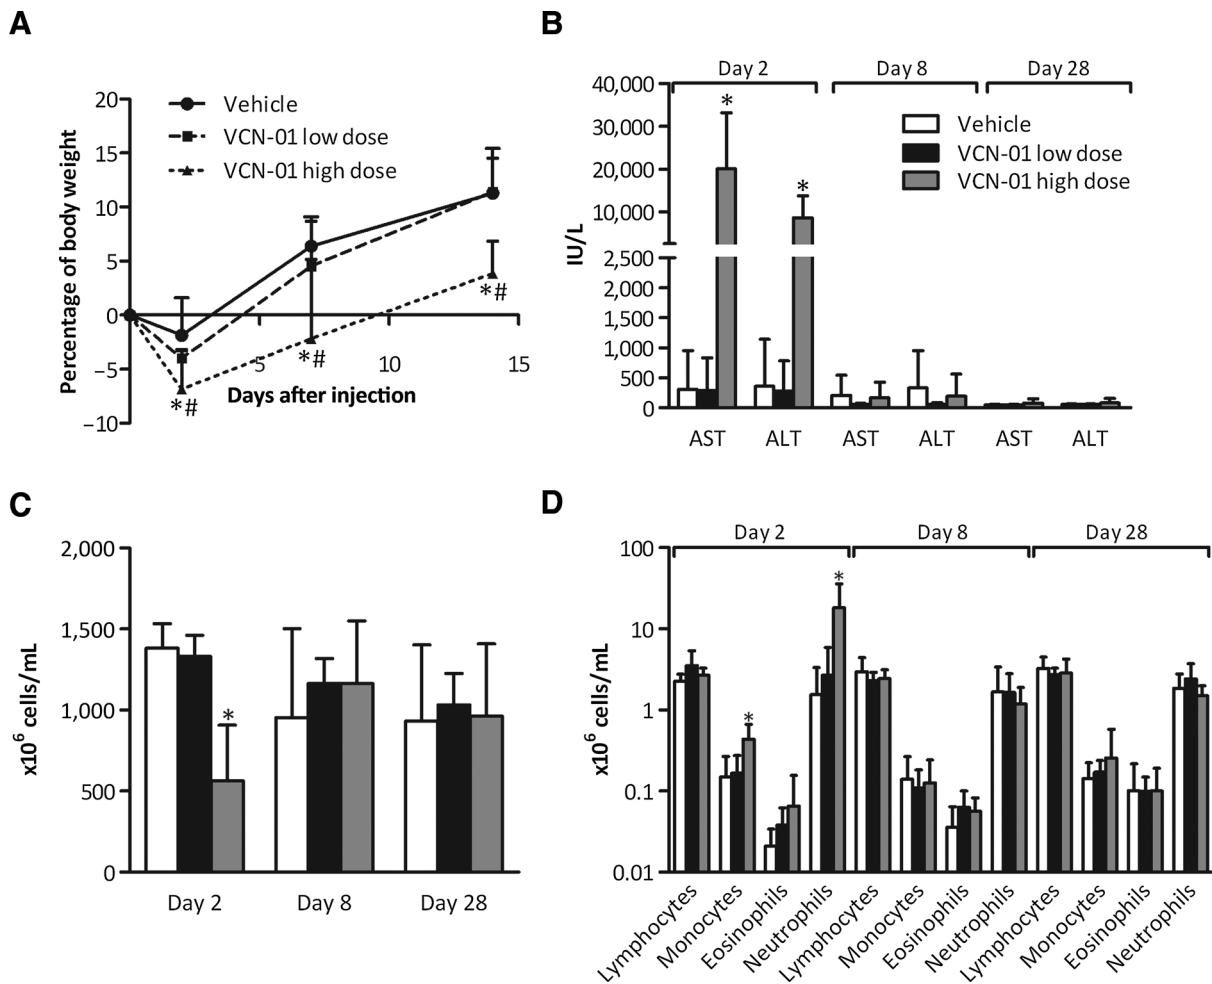 A
20
15
10
5
0
−5
−10
Percentage of body weight
Vehicle
VCN-01 low dose
VCN-01 high dose
*#
*#
*#
5
10
15
Days after injection
B
Day 2
Day 8
Day 28
40,000
30,000
20,000
10,000
2,500
2,000
1,500
1,000
500
0
IU/L
*
*
Vehicle
VCN-01 low dose
VCN-01 high dose
AST
ALT
AST
ALT
AST
ALT
C
2,000
1,500
1,000
500
0
x10⁶ cells/mL
*
Day 2
Day 8
Day 28
D
Day 2
Day 8
Day 28
100
10
1
0.1
0.01
x10⁶ cells/mL
*
*
Lymphocytes
Monocytes
Eosinophils
Neutrophils
Lymphocytes
Monocytes
Eosinophils
Neutrophils
Lymphocytes
Monocytes
Eosinophils
Neutrophils